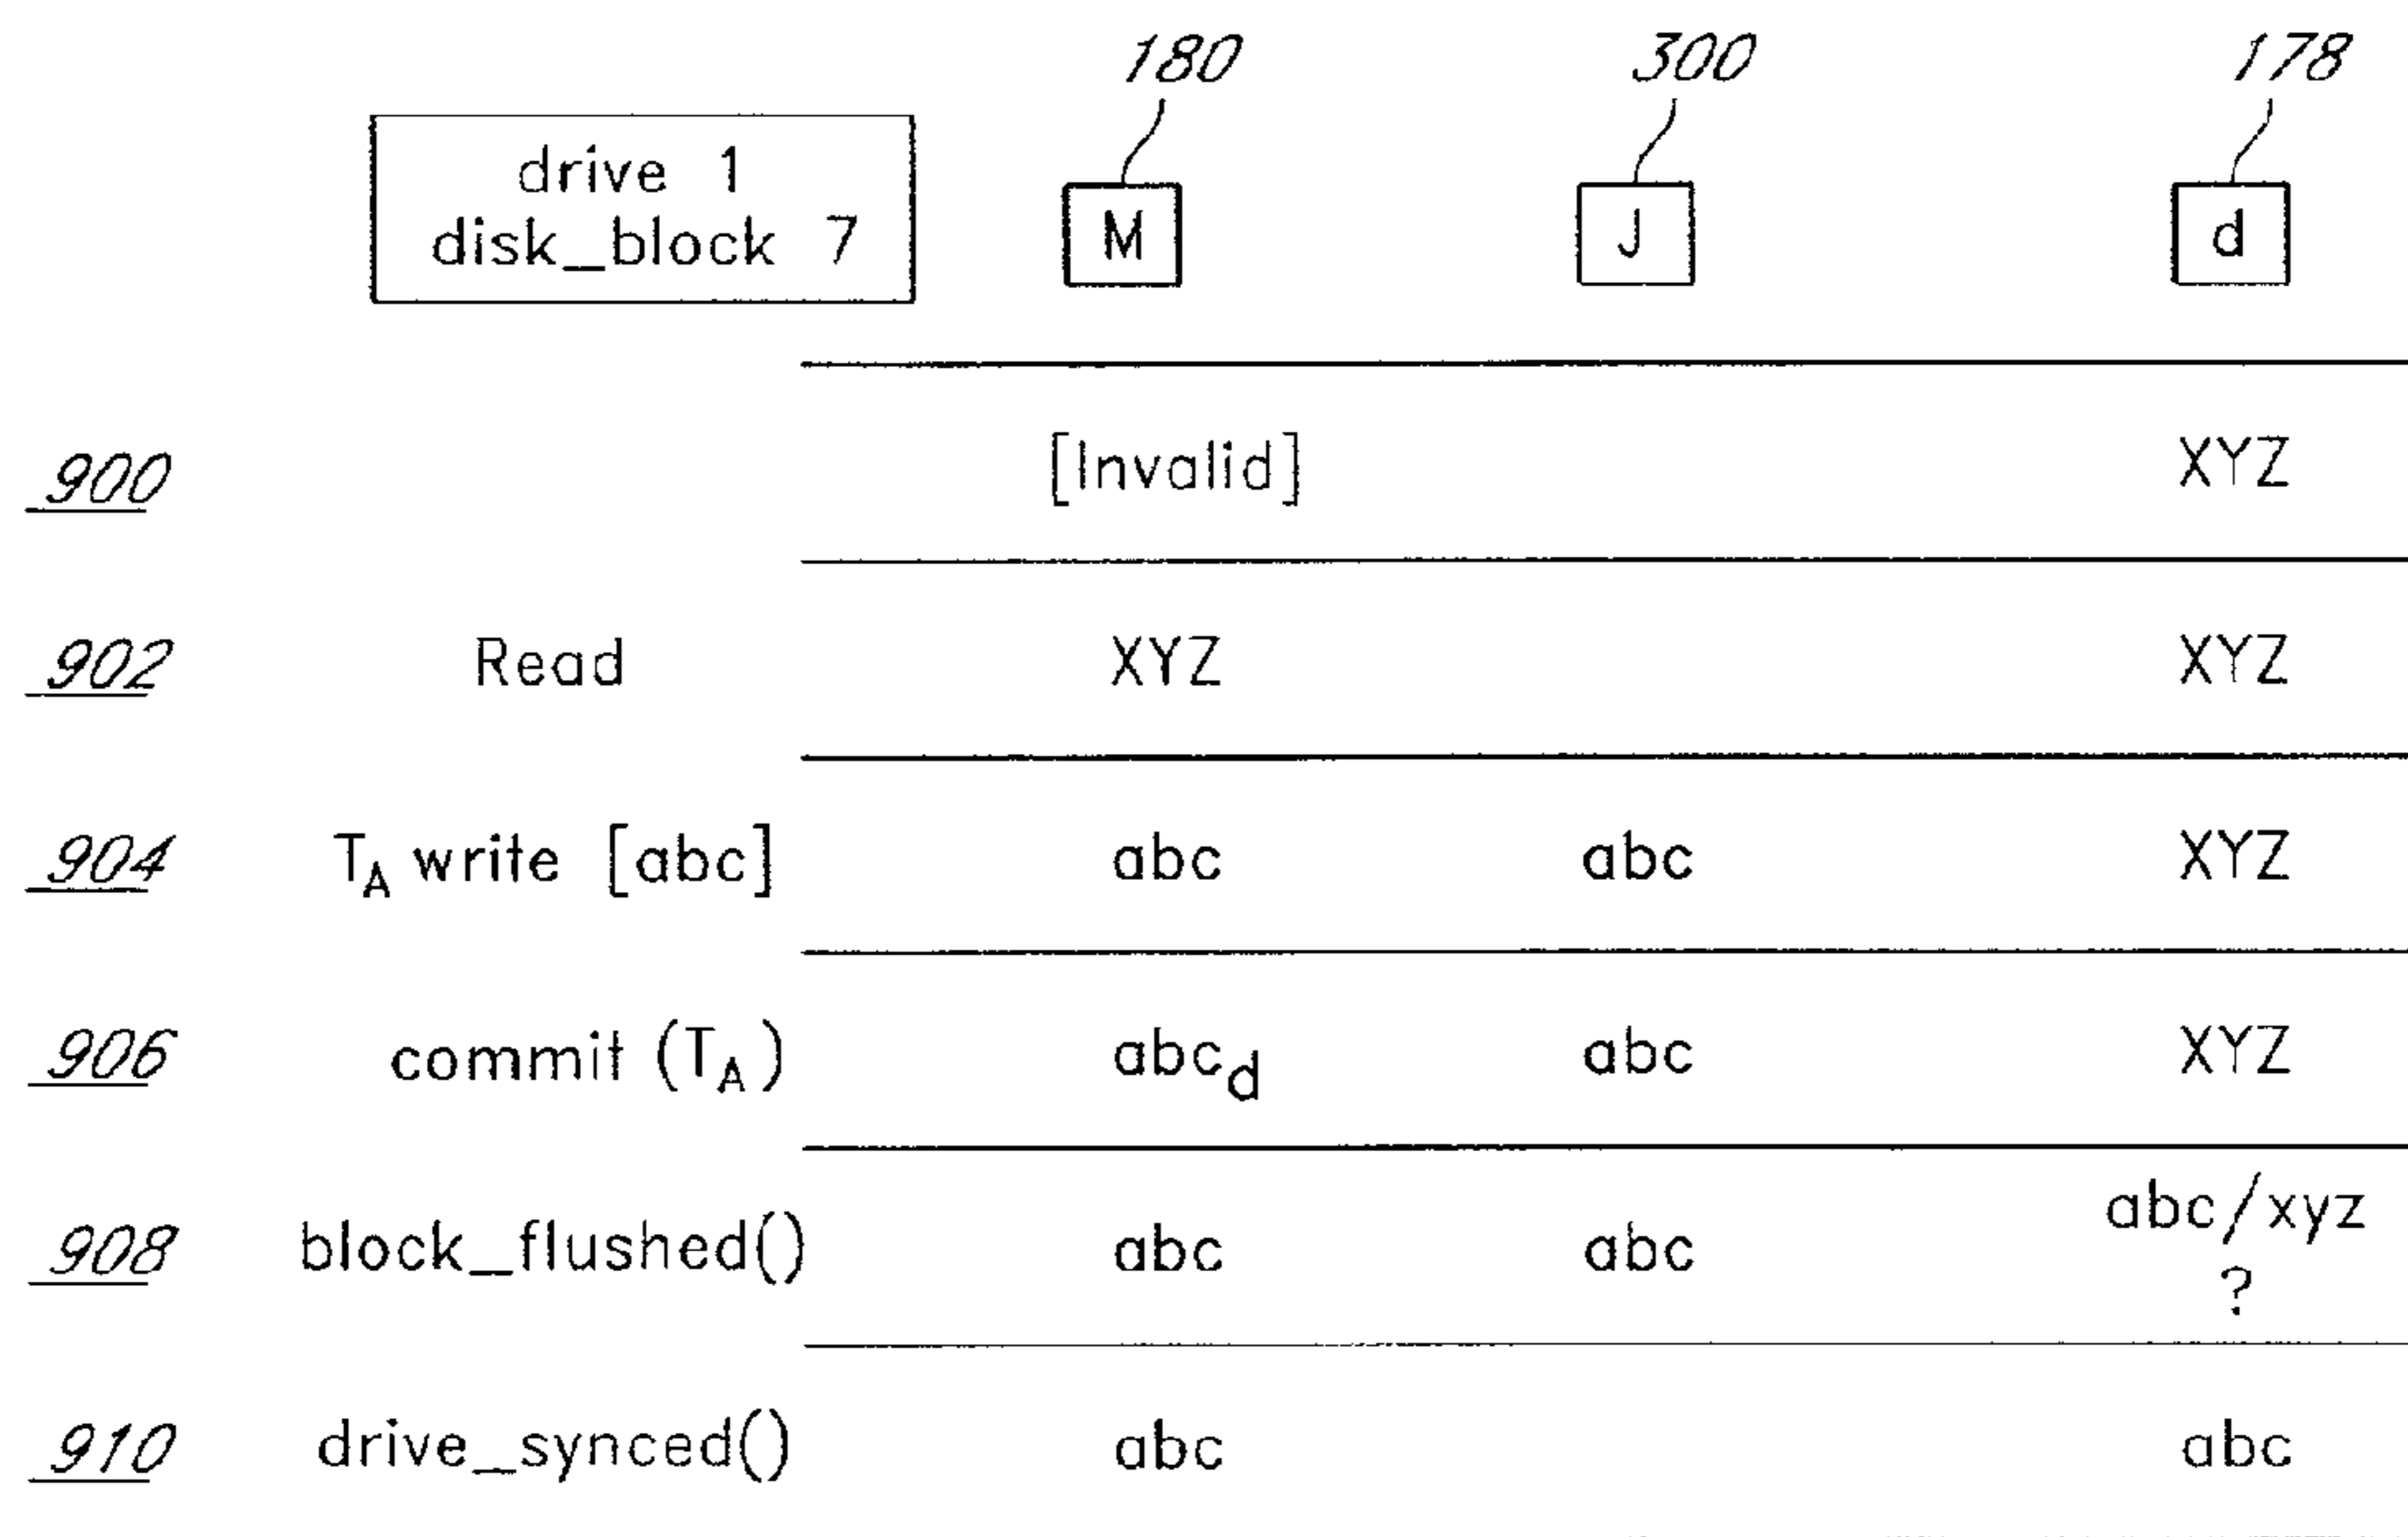 180 300 178
drive 1
disk_block 7
M J d
900 [Invalid] XYZ
902 Read XYZ XYZ
904 TA write [abc] abc abc XYZ
906 commit (TA) abcd abc XYZ
908 block_flushed() abc abc abc/xyz
?
910 drive_synced() abc abc